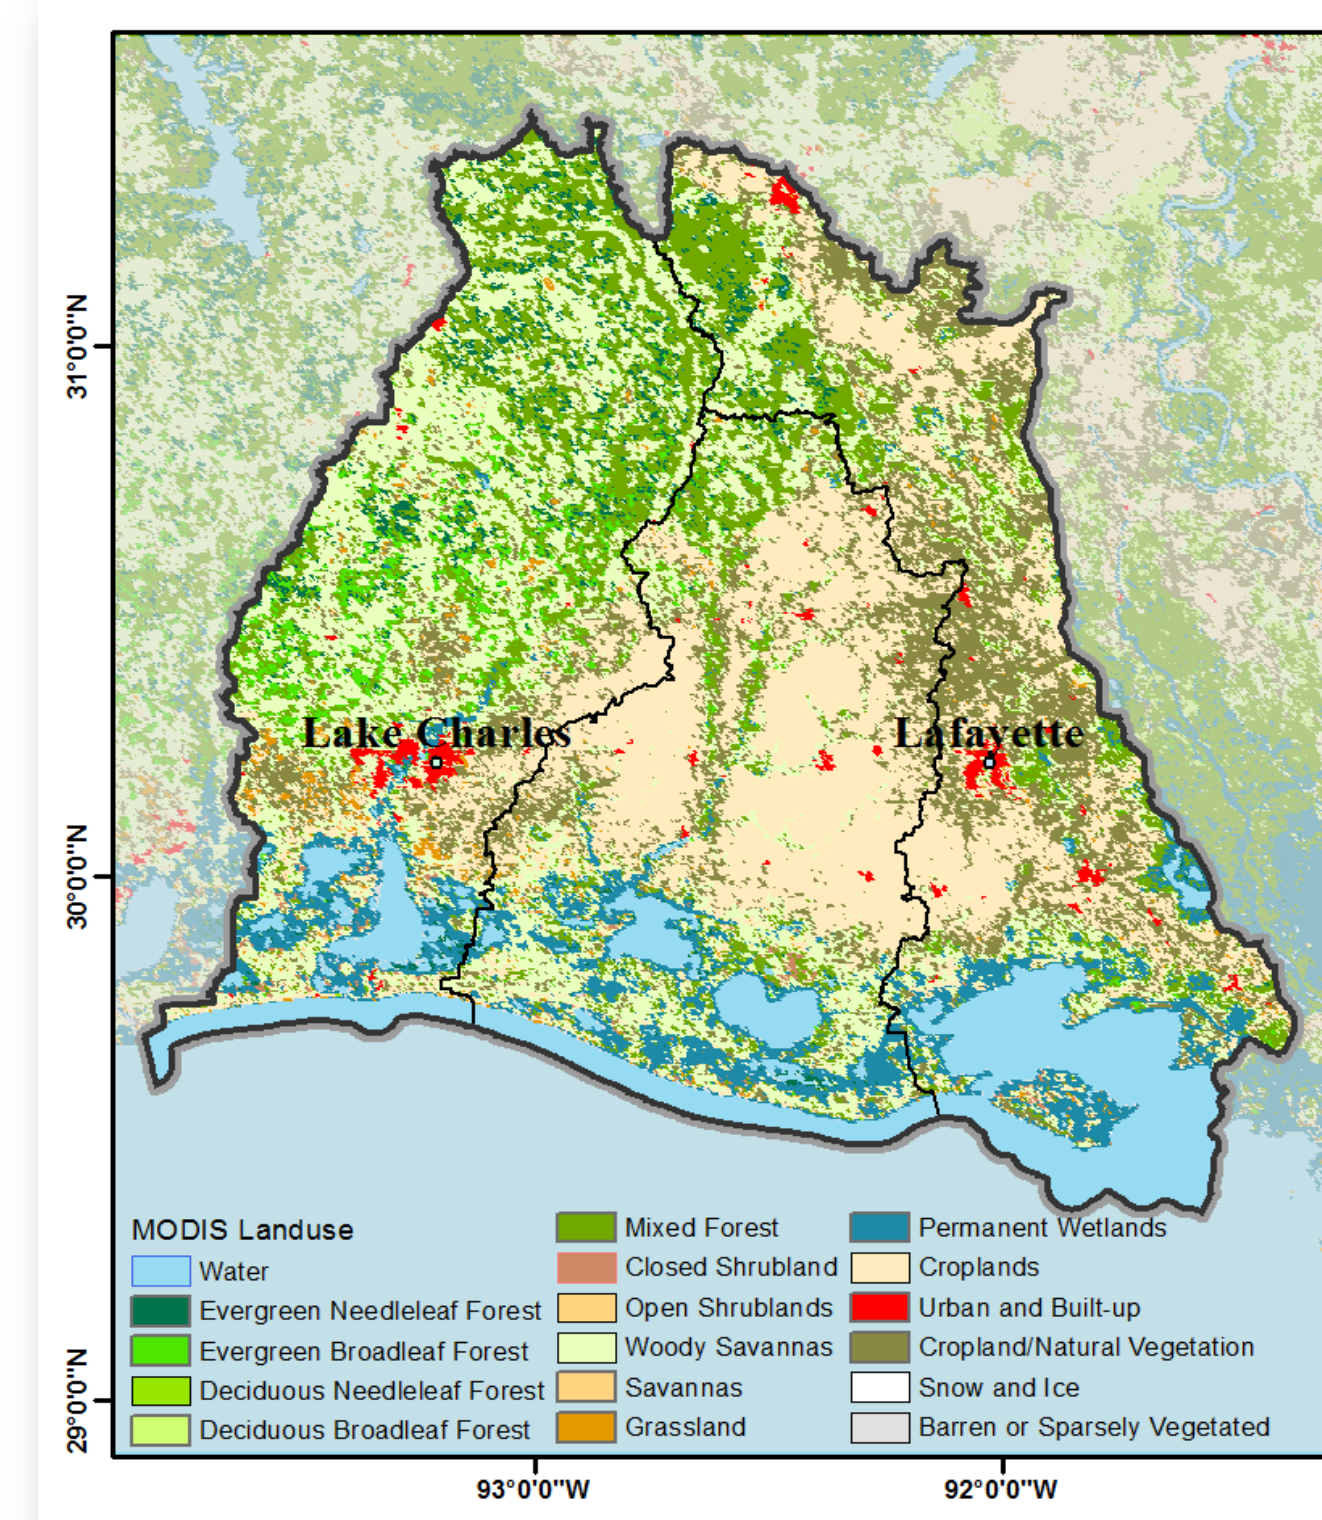 31°0'0"N
Lake Charles
Lafayette
30°0'0"N
MODIS Landuse
Water
Evergreen Needleleaf Forest
Evergreen Broadleaf Forest
Deciduous Needleleaf Forest
Deciduous Broadleaf Forest
Mixed Forest
Closed Shrubland
Open Shrublands
Woody Savannas
Savannas
Grassland
Permanent Wetlands
Croplands
Urban and Built-up
Cropland/Natural Vegetation
Snow and Ice
Barren or Sparsely Vegetated
29°0'0"N
93°0'0"W
92°0'0"W